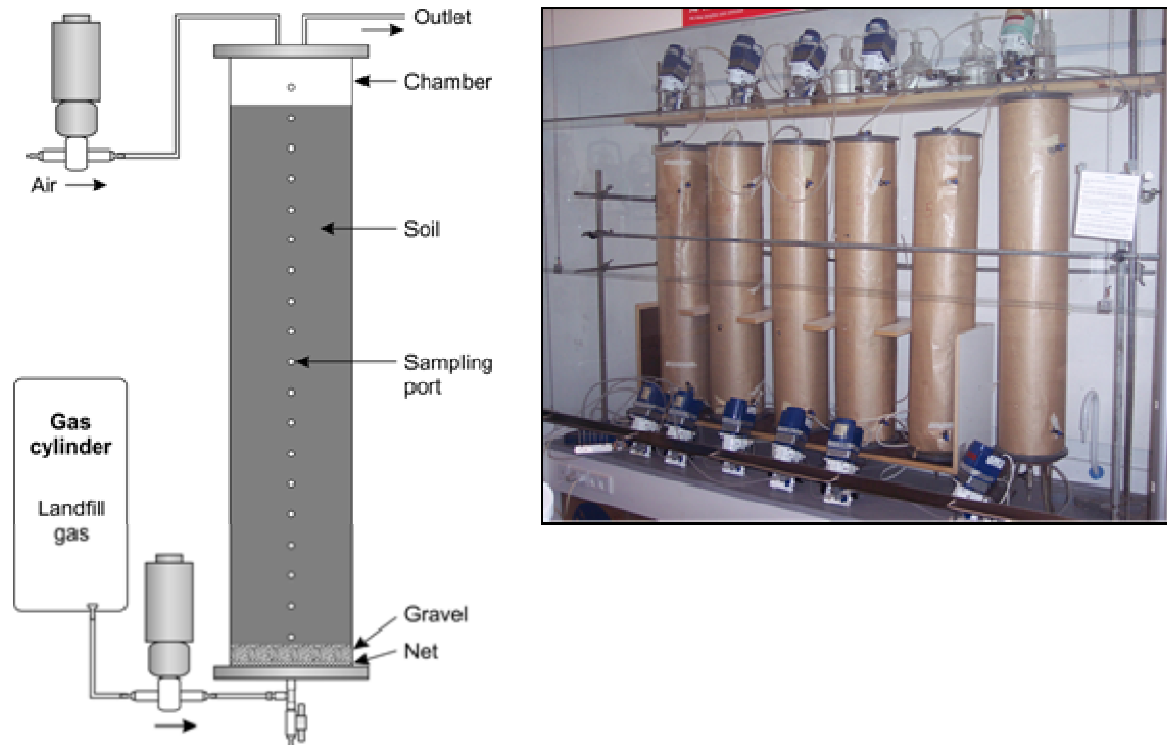 Outlet
Chamber
Air
Soil
Sampling
port
Gas
cylinder
Landfill
gas
Gravel
Net